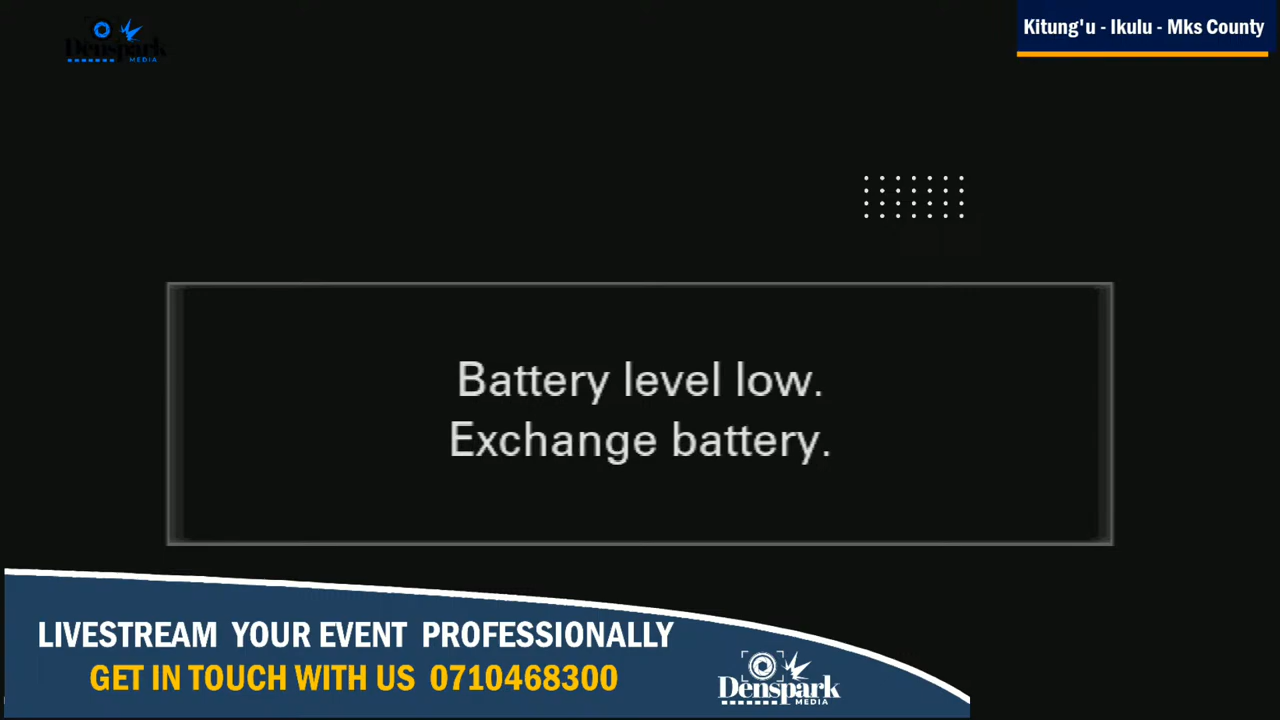 Denspark
MEDIA
Kitung'u - Ikulu - Mks County
Battery level low.
Exchange battery.
LIVESTREAM YOUR EVENT PROFESSIONALLY
GET IN TOUCH WITH US 0710468300
Denspark
MEDIA